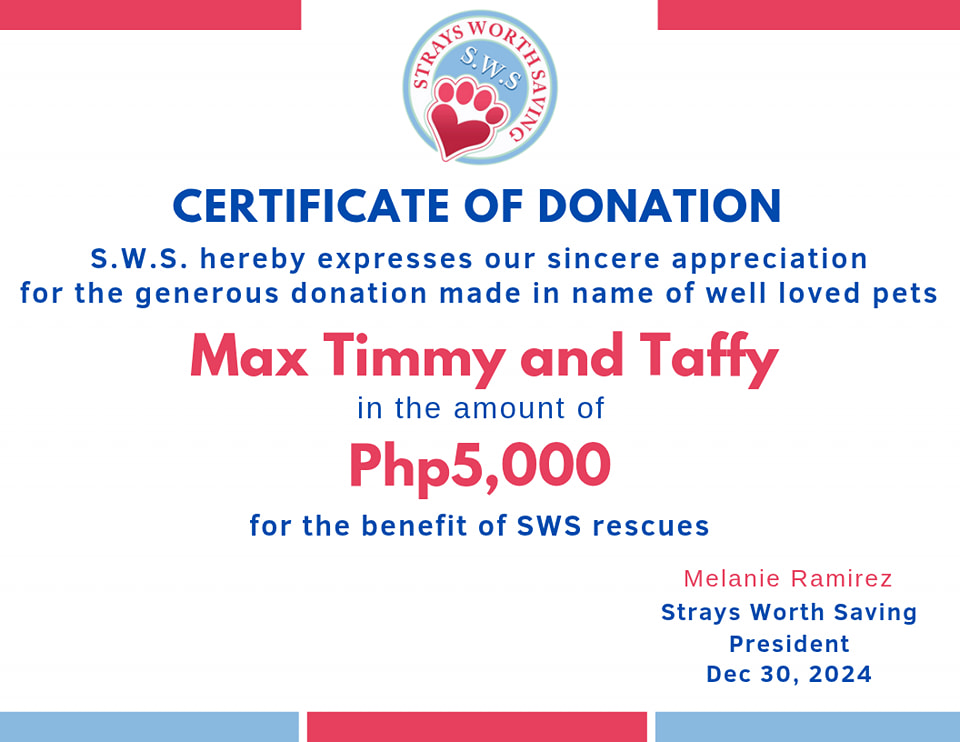 STRAYS WORTH SAVING
S.W.S
CERTIFICATE OF DONATION
S.W.S. hereby expresses our sincere appreciation
for the generous donation made in name of well loved pets
Max Timmy and Taffy
in the amount of
Php5,000
for the benefit of SWS rescues
Melanie Ramirez
Strays Worth Saving
President
Dec 30, 2024